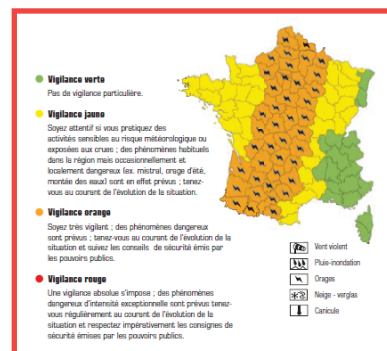 Vigilance verte
Pas de vigilance particulière.
Vigilance jaune
Soyez attentif si vous pratiquez des
activités sensibles au risque météorologique ou
exposées aux crues ; des phénomènes habituels
dans la région mais occasionnellement et
localement dangereux (ex. mistral, orage d'été,
montée des eaux) sont en effet prévus ; tenez-
vous au courant de l'évolution de la situation.
Vigilance orange
Soyez très vigilant ; des phénomènes dangereux
sont prévus ; tenez-vous au courant de l'évolution de la
situation et suivez les conseils de sécurité émis par
les pouvoirs publics.
Vigilance rouge
Une vigilance absolue s'impose ; des phénomènes
dangereux d'intensité exceptionnelle sont prévus tenez-
vous régulièrement au courant de l'évolution de la
situation et respectez impérativement les consignes de
sécurité émises par les pouvoirs publics.
Vent violent
Pluie-inondation
Orages
Neige - verglas
Canicule